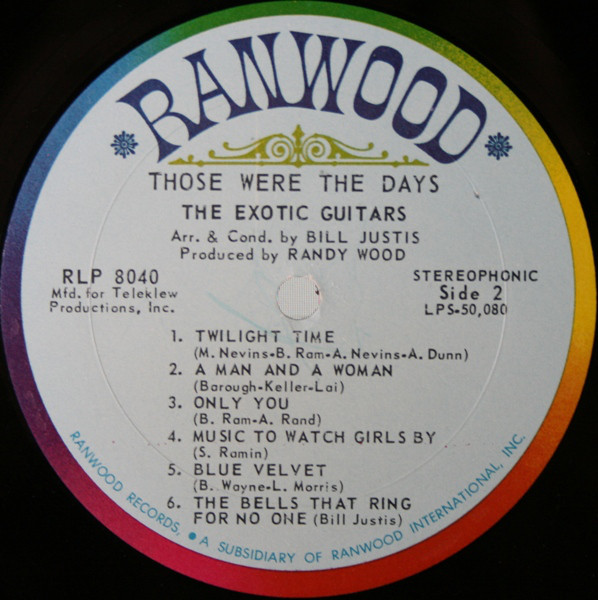 RANWOOD
THOSE WERE THE DAYS
THE EXOTIC GUITARS
Arr. & Cond. by BILL JUSTIS
Produced by RANDY WOOD
RLP 8040
Mfd. for Teleklew
Productions, Inc.
STEREOPHONIC
Side 2
LPS-50,080
1. TWILIGHT TIME
(M. Nevins-B. Ram-A. Nevins-A. Dunn)
2. A MAN AND A WOMAN
(Barough-Keller-Lai)
3. ONLY YOU
(B. Ram-A. Rand)
4. MUSIC TO WATCH GIRLS BY
(S. Ramin)
5. BLUE VELVET
(B. Wayne-L. Morris)
6. THE BELLS THAT RING
FOR NO ONE (Bill Justis)
RANWOOD RECORDS, • A SUBSIDIARY OF RANWOOD INTERNATIONAL, INC.